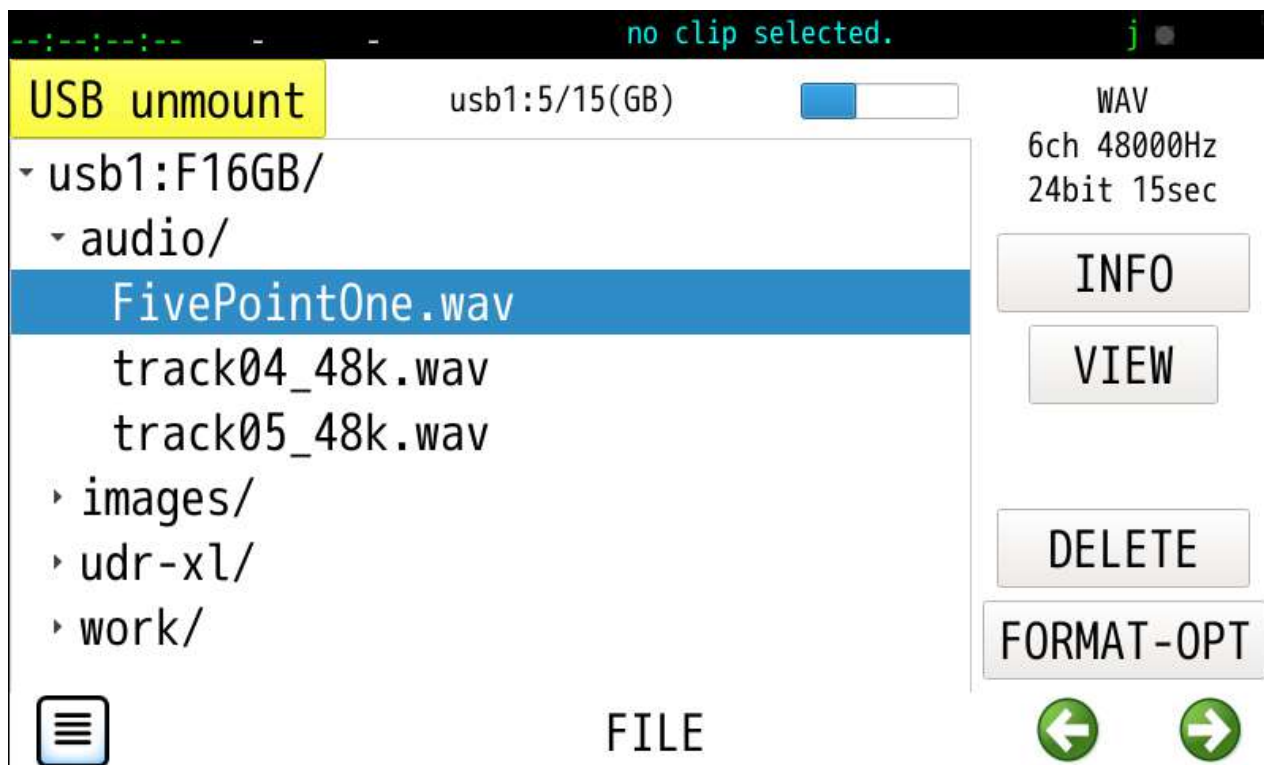 --:--:--:-- - - no clip selected. j
USB unmount
usb1:5/15(GB)
WAV
6ch 48000Hz
24bit 15sec
usb1:F16GB/
audio/
FivePointOne.wav
track04_48k.wav
track05_48k.wav
images/
udr-xl/
work/
INFO
VIEW
DELETE
FORMAT-OPT
FILE